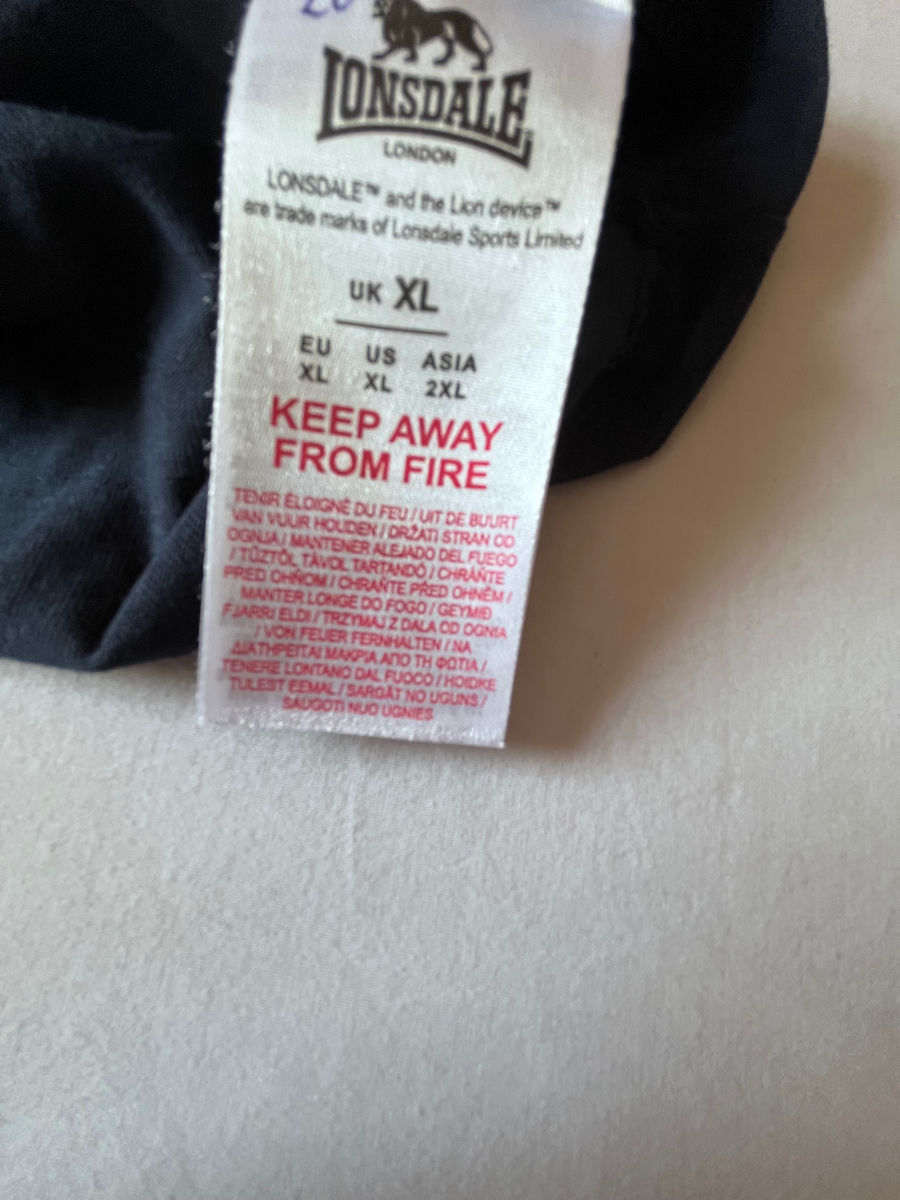 LONSDALE
LONDON
LONSDALE™ and the Lion device™
are trade marks of Lonsdale Sports Limited
UK XL
EU US ASIA
XL XL 2XL
KEEP AWAY
FROM FIRE
TENIR ÉLOIGNÉ DU FEU / UIT DE BUURT
VAN VUUR HOUDEN / DRŽATI STRAN OD
OGNJA / MANTENER ALEJADO DEL FUEGO
/ TŰZTŐL TÁVOL TARTANDÓ / CHRÁŇTE
PRED OHŇOM / CHRAŇTE PŘED OHNĚM /
MANTER LONGE DO FOGO / GEYMIÐ
FJARRI ELDI / TRZYMAJ Z DALA OD OGNIA
/ VON FEUER FERNHALTEN / ΝΑ
ΔΙΑΤΗΡΕΙΤΑΙ ΜΑΚΡΙΑ ΑΠΟ ΤΗ ΦΩΤΙΑ /
TENERE LONTANO DAL FUOCO / HOIDKE
TULEST EEMAL / SARGĀT NO UGUNS /
SAUGOTI NUO UGNIES